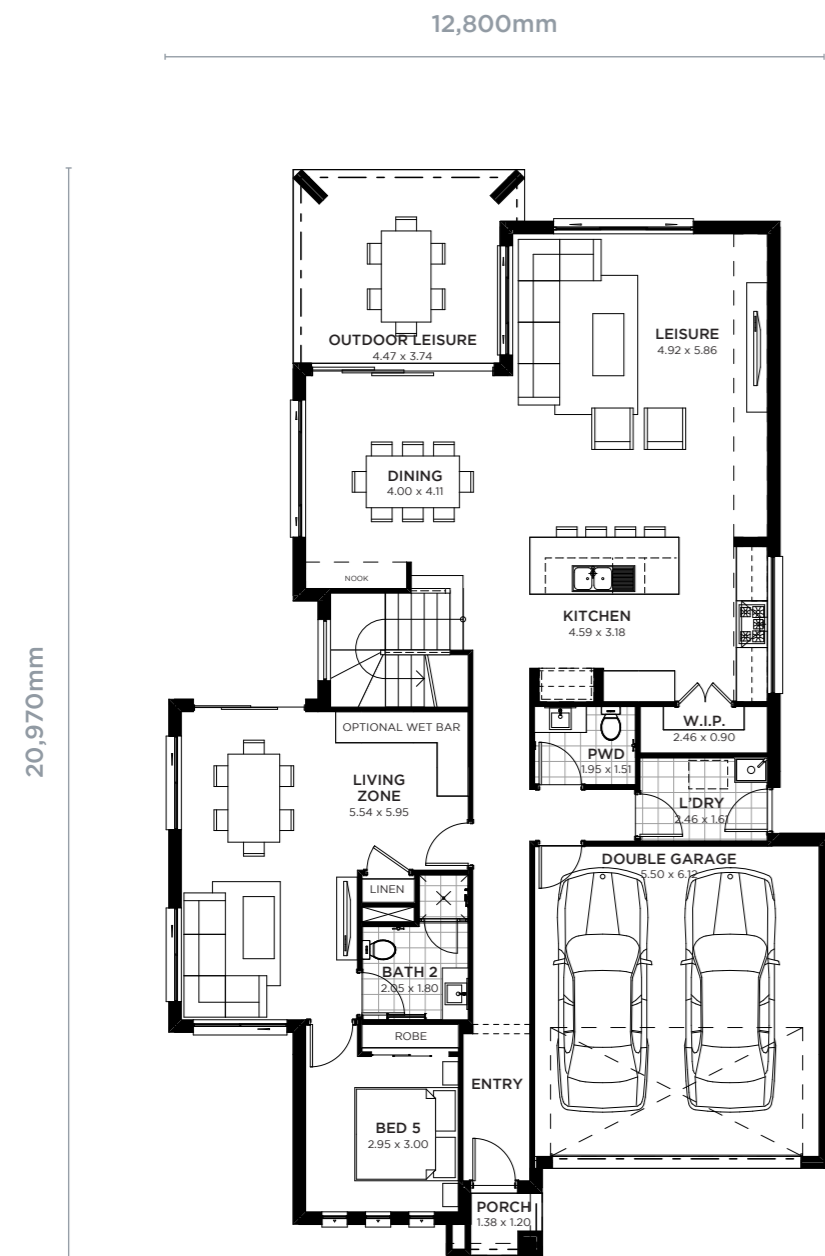 12,800mm
20,970mm
OUTDOOR LEISURE
4.47 x 3.74
LEISURE
4.92 x 5.86
DINING
4.00 x 4.11
NOOK
KITCHEN
4.59 x 3.18
W.I.P.
2.46 x 0.90
PWD
1.95 x 1.51
L'DRY
2.46 x 1.61
OPTIONAL WET BAR
LIVING
ZONE
5.54 x 5.95
LINEN
DOUBLE GARAGE
5.50 x 6.12
BATH 2
2.05 x 1.80
ROBE
ENTRY
BED 5
2.95 x 3.00
PORCH
1.38 x 1.20